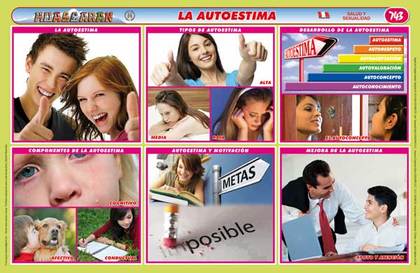 HUASCARAN
LA AUTOESTIMA
SALUD Y
SEXUALIDAD
743
LA AUTOESTIMA
TIPOS DE AUTOESTIMA
ALTA
MEDIA
BAJA
DESARROLLO DE LA AUTOESTIMA
AUTOESTIMA
AUTOESTIMA
AUTORESPETO
AUTOACEPTACIÓN
AUTOVALORACIÓN
AUTOCONCEPTO
AUTOCONOCIMIENTO
EL AUTOCONCEPTO
COMPONENTES DE LA AUTOESTIMA
COGNITIVO
AFECTIVO
CONDUCTUAL
AUTOESTIMA Y MOTIVACIÓN
METAS
posible
MEJORA DE LA AUTOESTIMA
APOYO Y ATENCIÓN